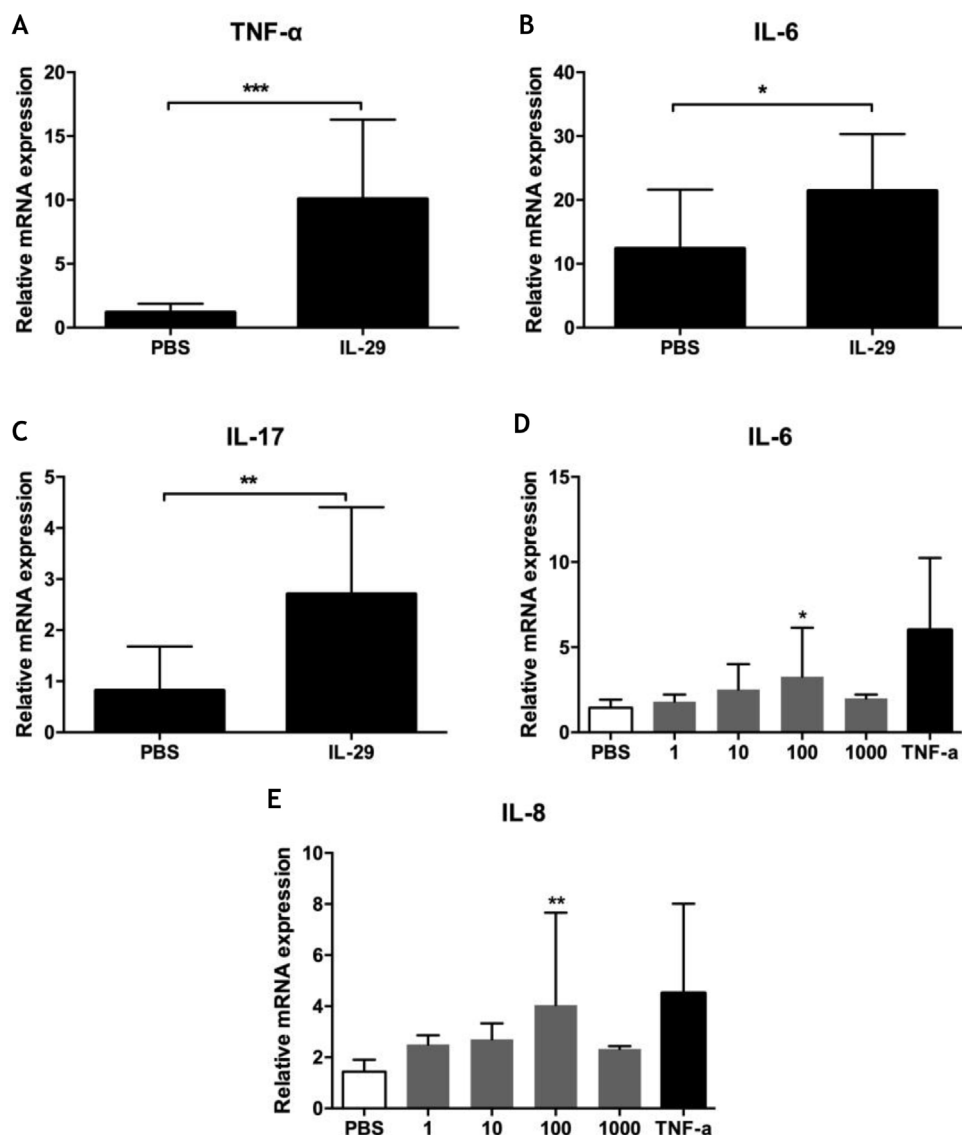 A
TNF-α
Relative mRNA expression
20
15
10
5
0
***
PBS
IL-29
B
IL-6
Relative mRNA expression
40
30
20
10
0
*
PBS
IL-29
C
IL-17
Relative mRNA expression
5
4
3
2
1
0
**
PBS
IL-29
D
IL-6
Relative mRNA expression
15
10
5
0
*
PBS 1 10 100 1000 TNF-a
E
IL-8
Relative mRNA expression
10
8
6
4
2
0
**
PBS 1 10 100 1000 TNF-a